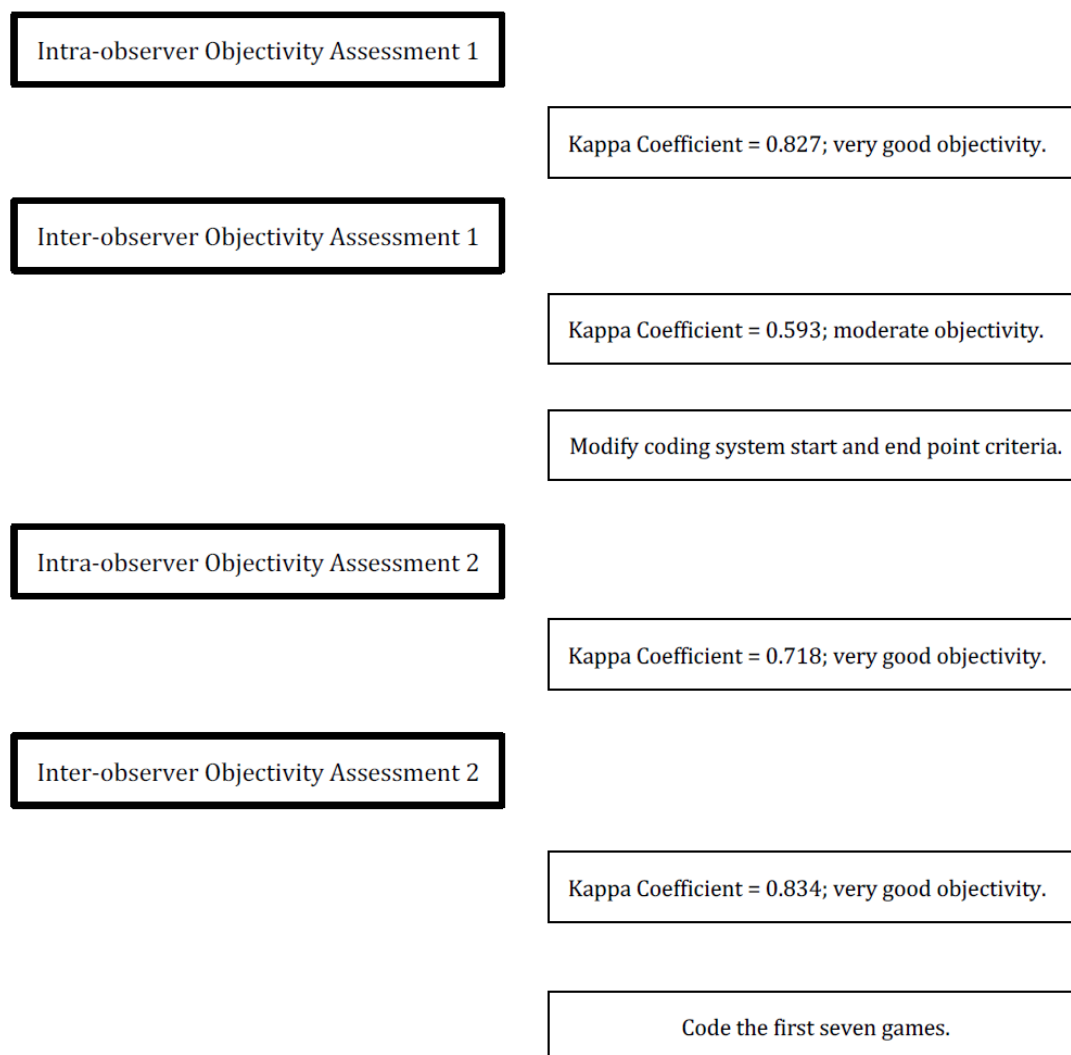 Intra-observer Objectivity Assessment 1
Kappa Coefficient = 0.827; very good objectivity.
Inter-observer Objectivity Assessment 1
Kappa Coefficient = 0.593; moderate objectivity.
Modify coding system start and end point criteria.
Intra-observer Objectivity Assessment 2
Kappa Coefficient = 0.718; very good objectivity.
Inter-observer Objectivity Assessment 2
Kappa Coefficient = 0.834; very good objectivity.
Code the first seven games.